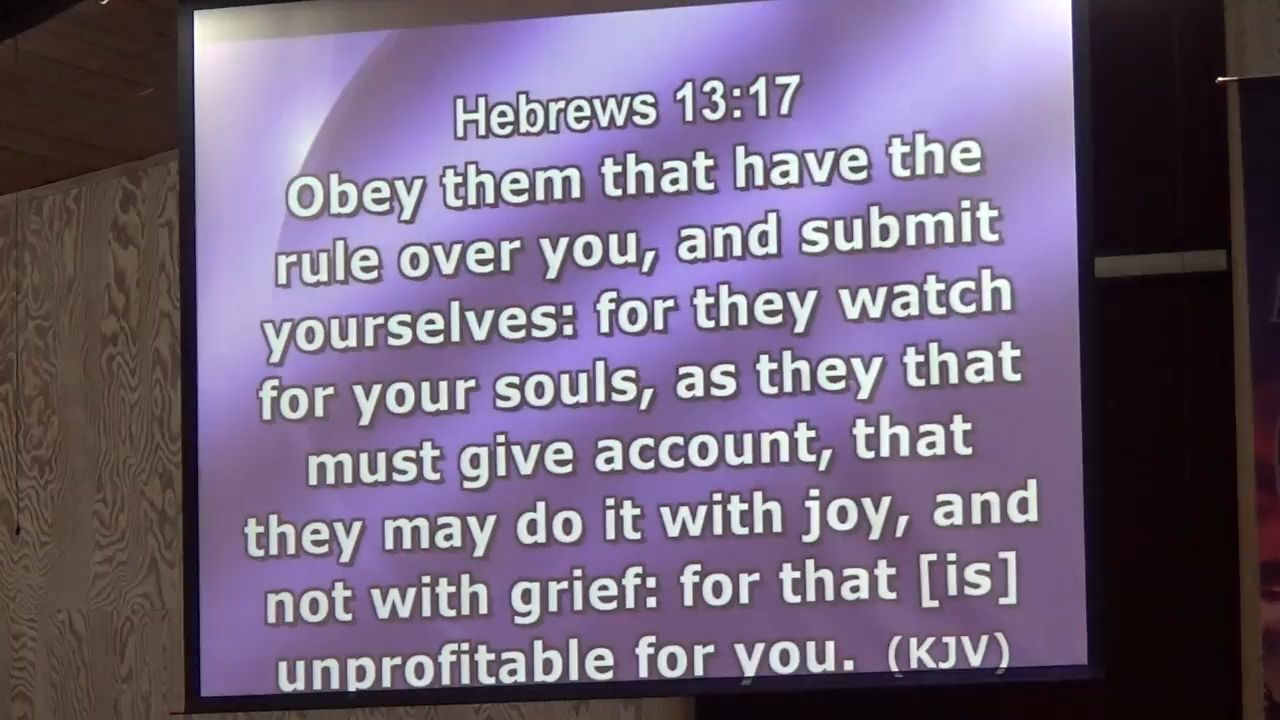 Hebrews 13:17
Obey them that have the
rule over you, and submit
yourselves: for they watch
for your souls, as they that
must give account, that
they may do it with joy, and
not with grief: for that [is]
unprofitable for you. (KJV)